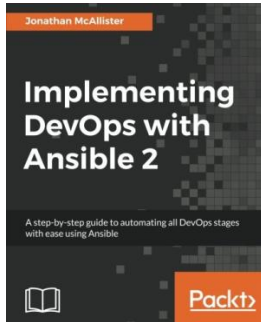 Jonathan McAllister
Implementing
DevOps with
Ansible 2
A step-by-step guide to automating all DevOps stages
with ease using Ansible
Packt>